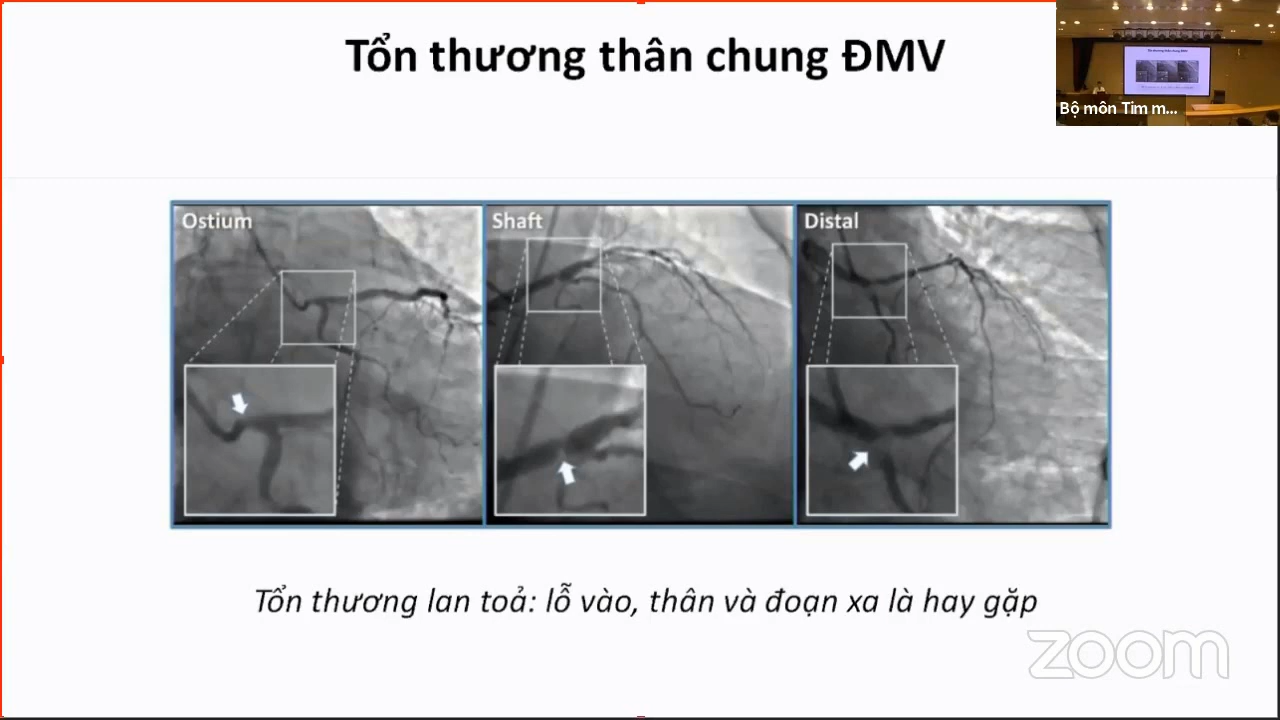 Tổn thương thân chung ĐMV
Bộ môn Tim m...
Ostium
Shaft
Distal
Tổn thương lan toả: lỗ vào, thân và đoạn xa là hay gặp
zoom